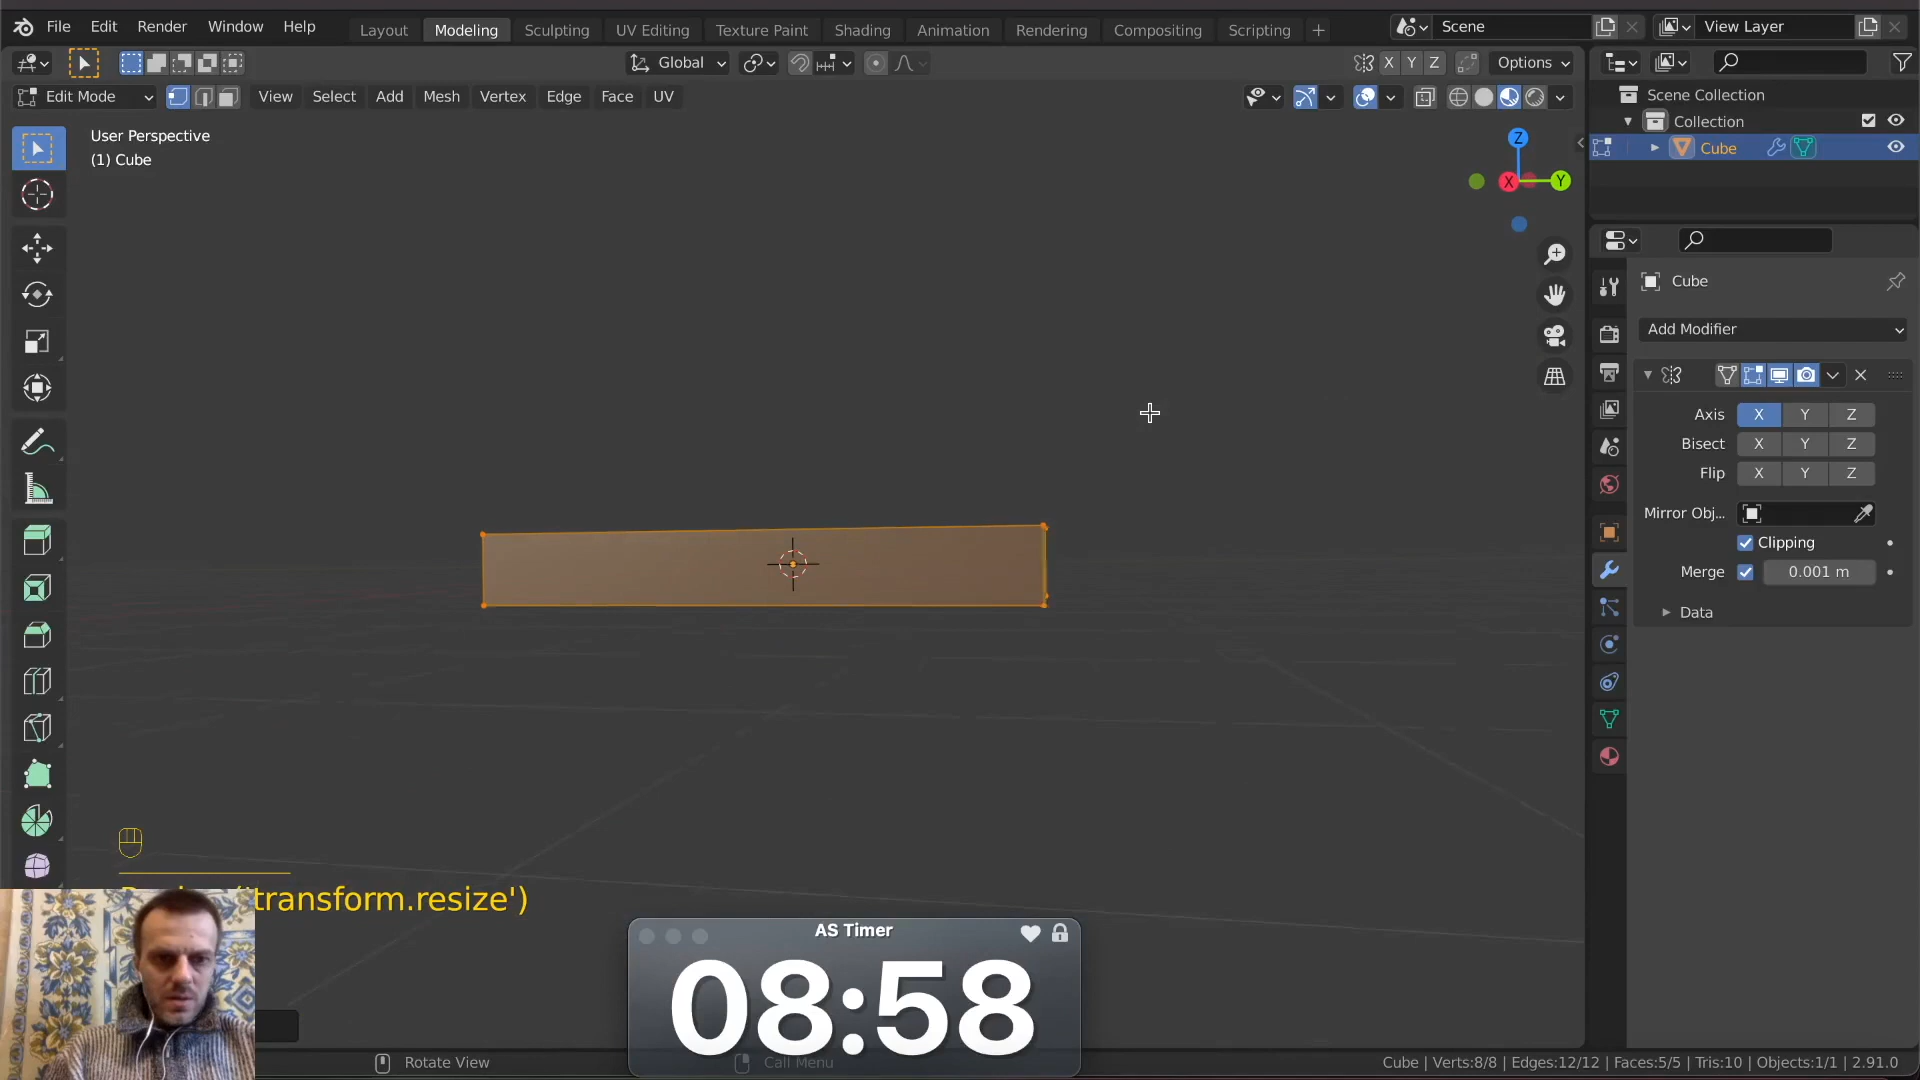 File Edit Render Window Help Layout Modeling Sculpting UV Editing Texture Paint Shading Animation Rendering Compositing Scripting + Scene View Layer
Global X Y Z Options
Edit Mode View Select Add Mesh Vertex Edge Face UV
User Perspective
(1) Cube
Z
X Y
Scene Collection
Collection
Cube
Cube
Add Modifier
Axis X Y Z
Bisect X Y Z
Flip X Y Z
Mirror Obj...
Clipping
Merge 0.001 m
Data
transform.resize')
AS Timer
08:58
Rotate View
Call Menu
Cube | Verts:8/8 | Edges:12/12 | Faces:5/5 | Tris:10 | Objects:1/1 | 2.91.0